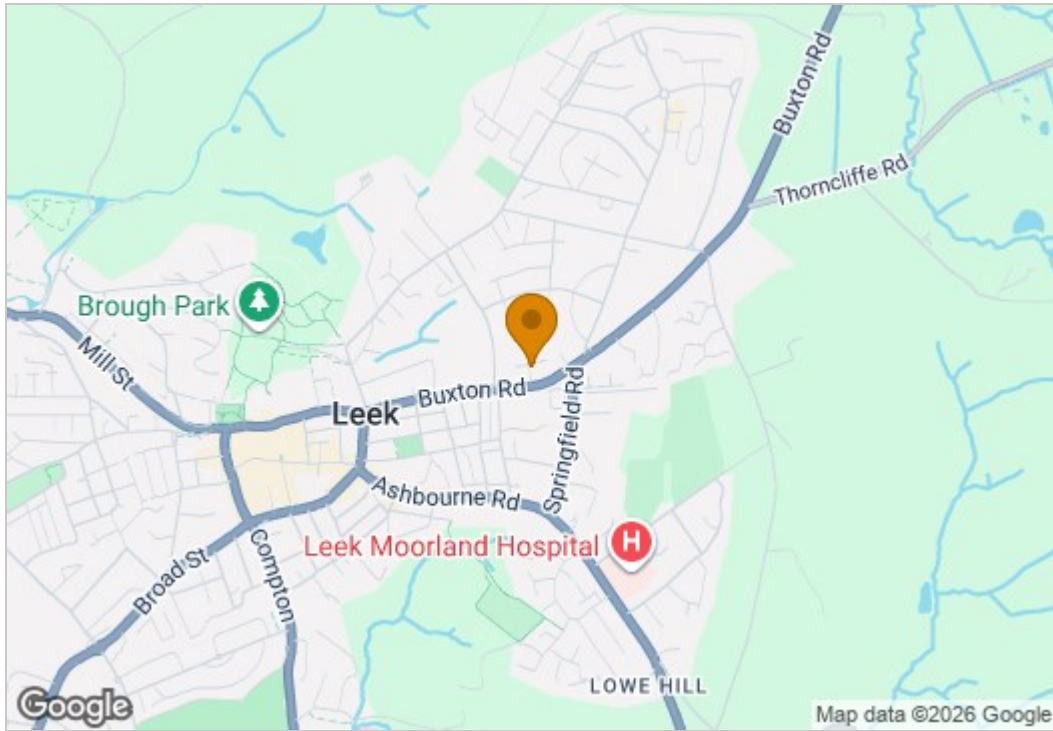 Buxton Rd
Thorncliffe Rd
Brough Park
Mill St
Buxton Rd
Leek
Springfield Rd
Ashbourne Rd
Leek Moorland Hospital
H
Broad St
Compton
LOWE HILL
Google
Map data ©2026 Google